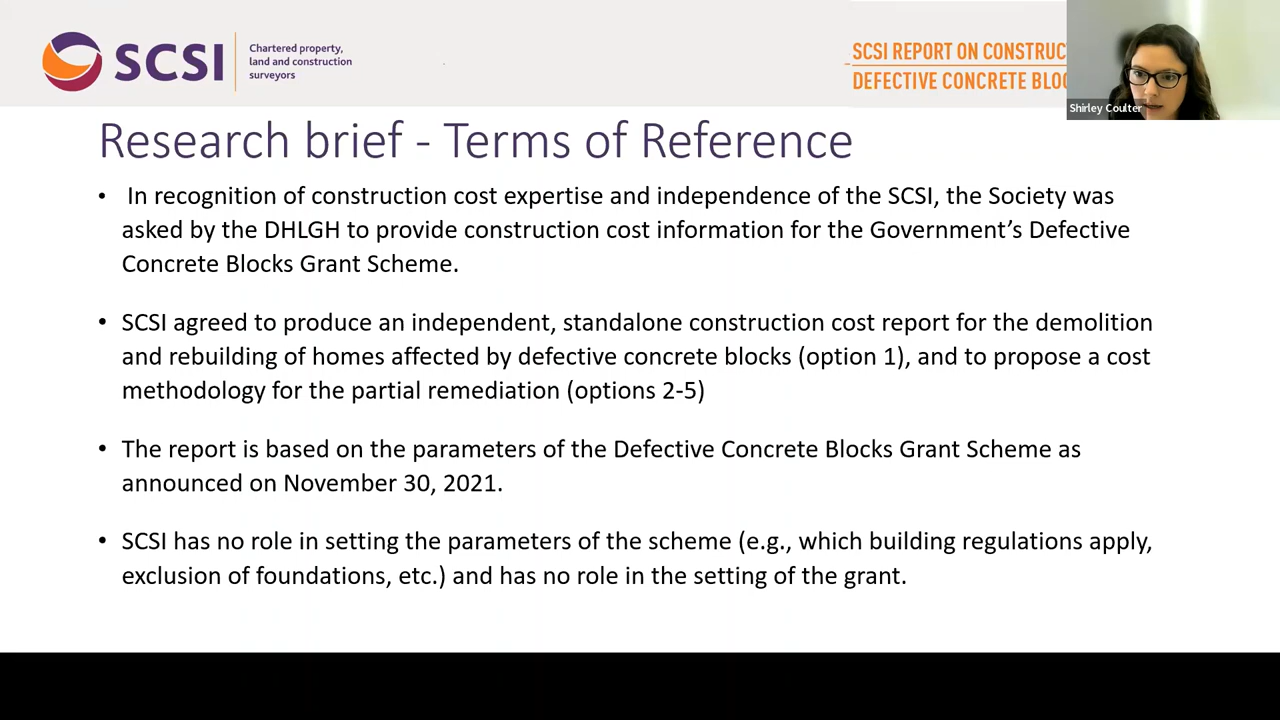 SCSI
Chartered property,
land and construction
surveyors
SCSI REPORT ON
DEFECTIVE CONCRETE
Shirley Coulter
Research brief - Terms of Reference
• In recognition of construction cost expertise and independence of the SCSI, the Society was
asked by the DHLGH to provide construction cost information for the Government’s Defective
Concrete Blocks Grant Scheme.
• SCSI agreed to produce an independent, standalone construction cost report for the demolition
and rebuilding of homes affected by defective concrete blocks (option 1), and to propose a cost
methodology for the partial remediation (options 2-5)
• The report is based on the parameters of the Defective Concrete Blocks Grant Scheme as
announced on November 30, 2021.
• SCSI has no role in setting the parameters of the scheme (e.g., which building regulations apply,
exclusion of foundations, etc.) and has no role in the setting of the grant.